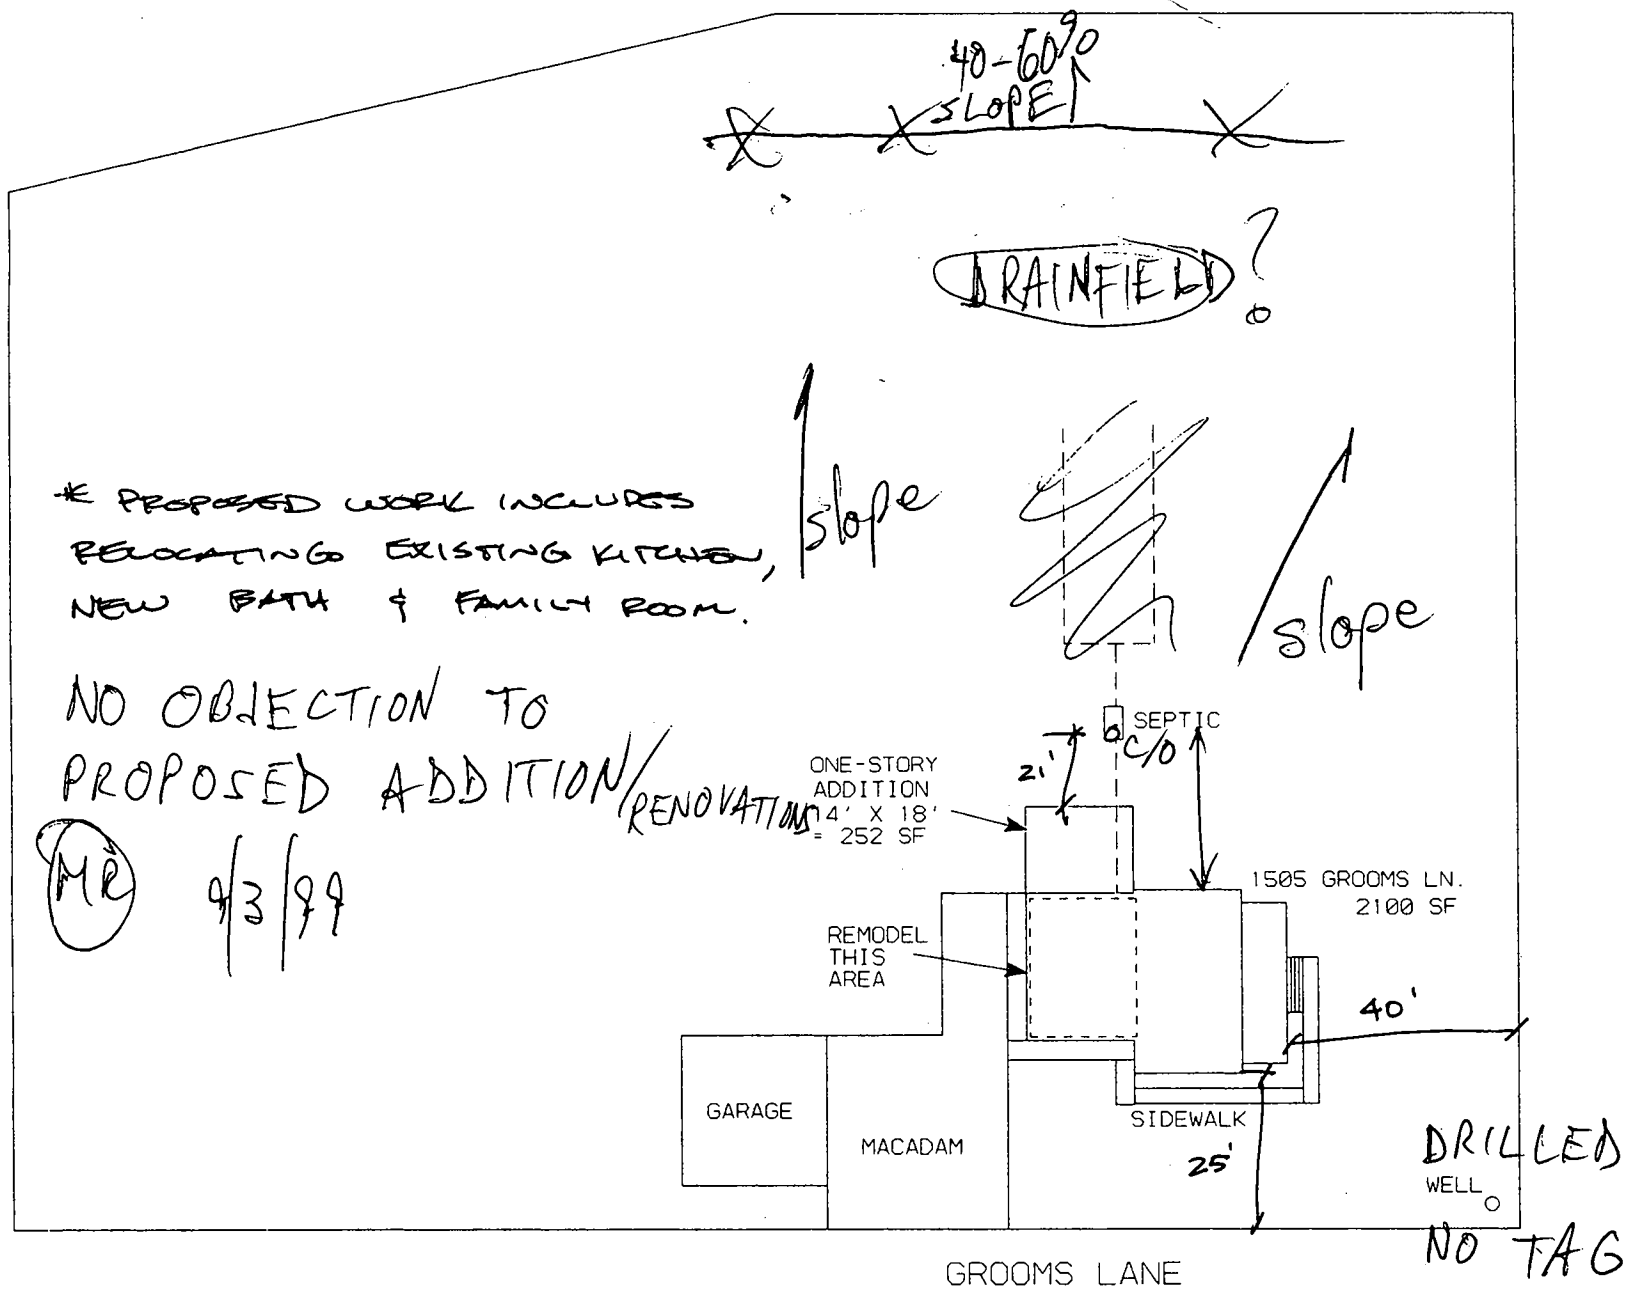 40-60%
SLOPE
DRAINFIELD?
slope
slope
* PROPOSED WORK INCLUDES
RELOCATING EXISTING KITCHEN,
NEW BATH & FAMILY ROOM.
NO OBJECTION TO
PROPOSED ADDITION/
RENOVATIONS
MR
9/3/99
SEPTIC
C/O
21'
ONE-STORY
ADDITION
14' X 18'
= 252 SF
1505 GROOMS LN.
2100 SF
REMODEL
THIS
AREA
40'
GARAGE
MACADAM
SIDEWALK
25'
DRILLED
WELL
NO TAG
GROOMS LANE